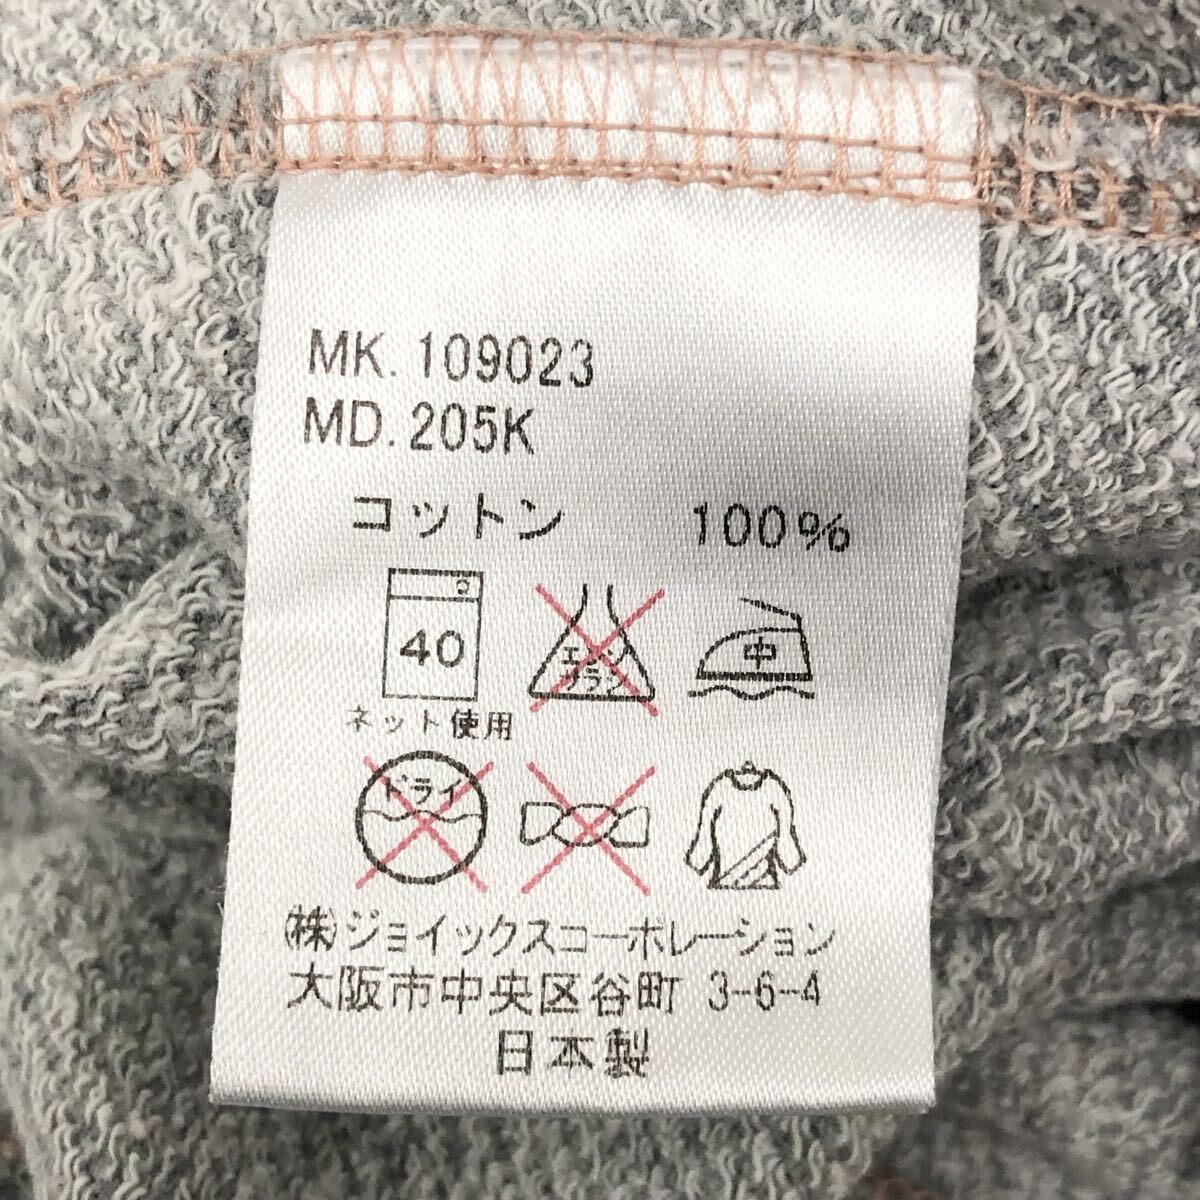 MK. 109023
MD. 205K
コットン 100%
40
エンソ
フラン
中
ネット使用
ドライ
(株)ジョイックスコーポレーション
大阪市中央区谷町 3-6-4
日本製